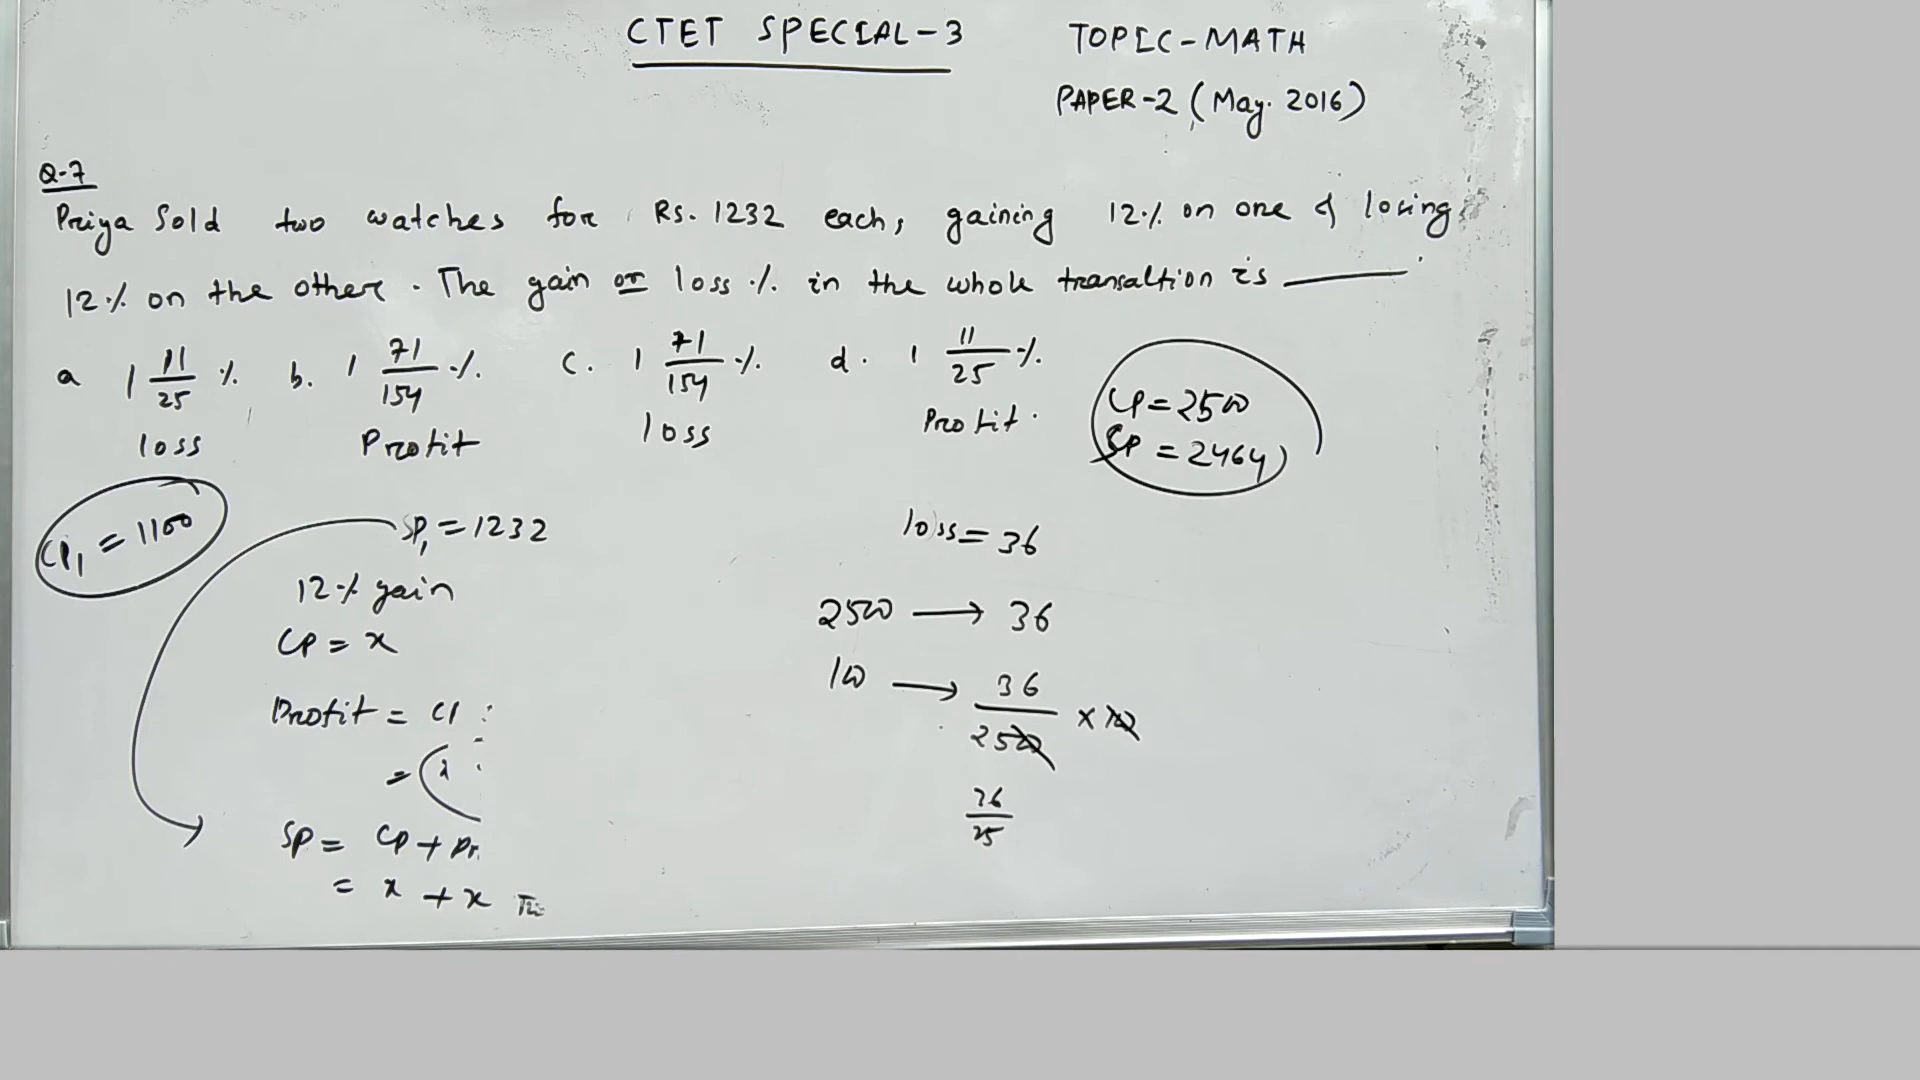 CTET SPECIAL-3
TOPIC-MATH
PAPER-2 (May. 2016)
Q-7
Priya Sold two watches for Rs. 1232 each, gaining 12% on one & losing
12% on the other. The gain or loss % in the whole transaltion is ____.
a 1 11/25 % b. 1 71/154 % c. 1 71/154 % d. 1 11/25 %
loss Profit loss Profit.
CP = 2500
SP = 2464
CP₁ = 1100
SP₁ = 1232
12% gain
CP = x
Profit =
SP = CP +
= x + x
loss = 36
2500 → 36
100 → 36/2500 × 100
36/25